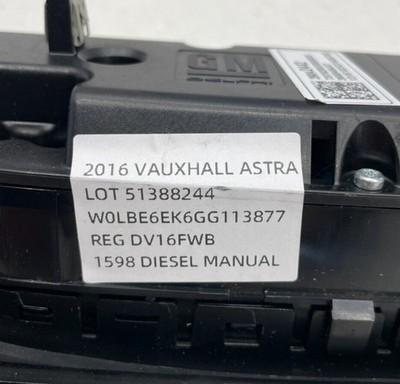 GM
2016 VAUXHALL ASTRA
LOT 51388244
W0LBE6EK6GG113877
REG DV16FWB
1598 DIESEL MANUAL